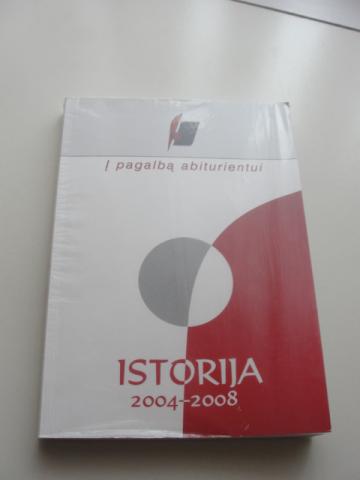 Į pagalbą abiturientui
ISTORIJA
2004–2008